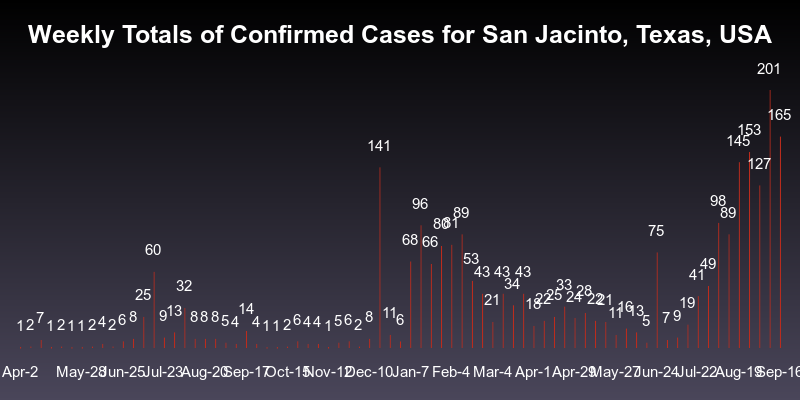 Weekly Totals of Confirmed Cases for San Jacinto, Texas, USA
1 2 7 1 2 1 1 2 4 2 6 8 25 60 9 13 32 8 8 8 5 4 14 4 1 1 2 6 4 4 1 5 6 2 8 141 11 6 68 96 66 80 81 89 53 43 21 43 34 43 18 22 25 33 24 28 22 21 11 16 13 5 75 7 9 19 41 49 98 89 145 153 127 201 165
Apr-2 May-28 Jun-25 Jul-23 Aug-20 Sep-17 Oct-15 Nov-12 Dec-10 Jan-7 Feb-4 Mar-4 Apr-1 Apr-29 May-27 Jun-24 Jul-22 Aug-19 Sep-16